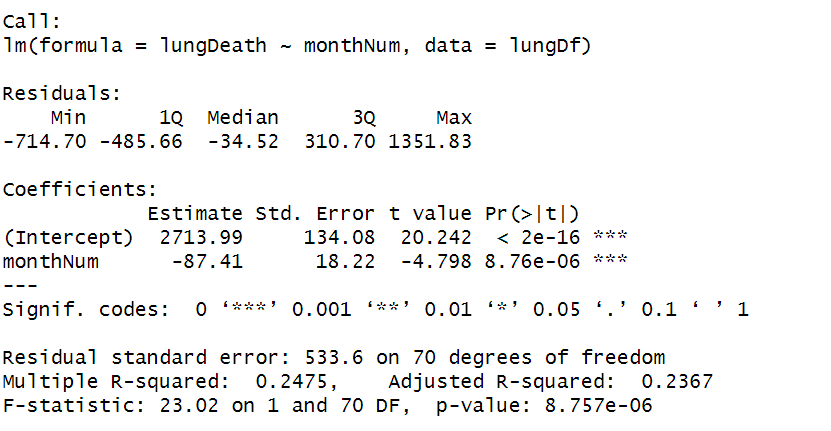 Call:
lm(formula = lungDeath ~ monthNum, data = lungDf)
Residuals:
    Min      1Q  Median      3Q     Max
-714.70 -485.66  -34.52  310.70 1351.83
Coefficients:
            Estimate Std. Error t value Pr(>|t|)
(Intercept)  2713.99     134.08  20.242  < 2e-16 ***
monthNum      -87.41      18.22  -4.798 8.76e-06 ***
---
Signif. codes:  0 ‘***’ 0.001 ‘**’ 0.01 ‘*’ 0.05 ‘.’ 0.1 ‘ ’ 1
Residual standard error: 533.6 on 70 degrees of freedom
Multiple R-squared:  0.2475,    Adjusted R-squared:  0.2367
F-statistic: 23.02 on 1 and 70 DF,  p-value: 8.757e-06